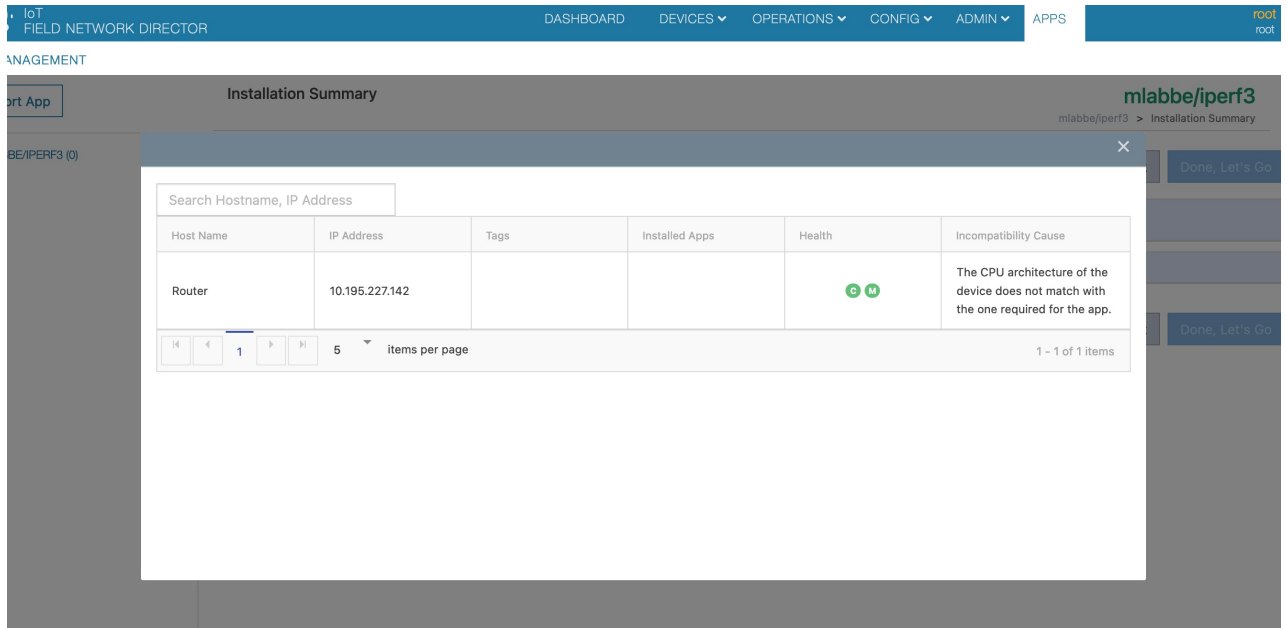 IoT
FIELD NETWORK DIRECTOR
DASHBOARD DEVICES OPERATIONS CONFIG ADMIN APPS
root
root
ANAGEMENT
ort App
Installation Summary
mlabbe/iperf3
mlabbe/iperf3 > Installation Summary
BE/IPERF3 (0)
Done, Let's Go
Search Hostname, IP Address
Host Name IP Address Tags Installed Apps Health Incompatibility Cause
Router 10.195.227.142 C M
The CPU architecture of the
device does not match with
the one required for the app.
1 5 items per page 1 - 1 of 1 items
Done, Let's Go